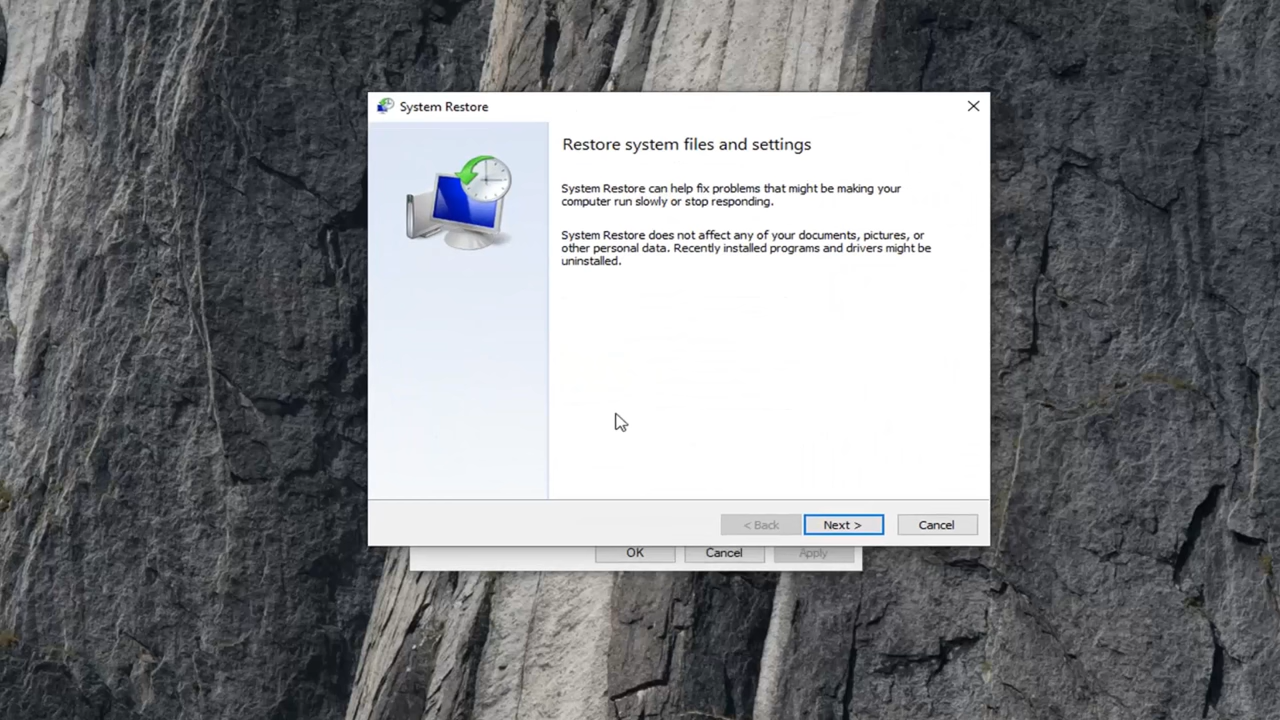 System Restore
Restore system files and settings
System Restore can help fix problems that might be making your
computer run slowly or stop responding.
System Restore does not affect any of your documents, pictures, or
other personal data. Recently installed programs and drivers might be
uninstalled.
< Back Next > Cancel
OK Cancel Apply